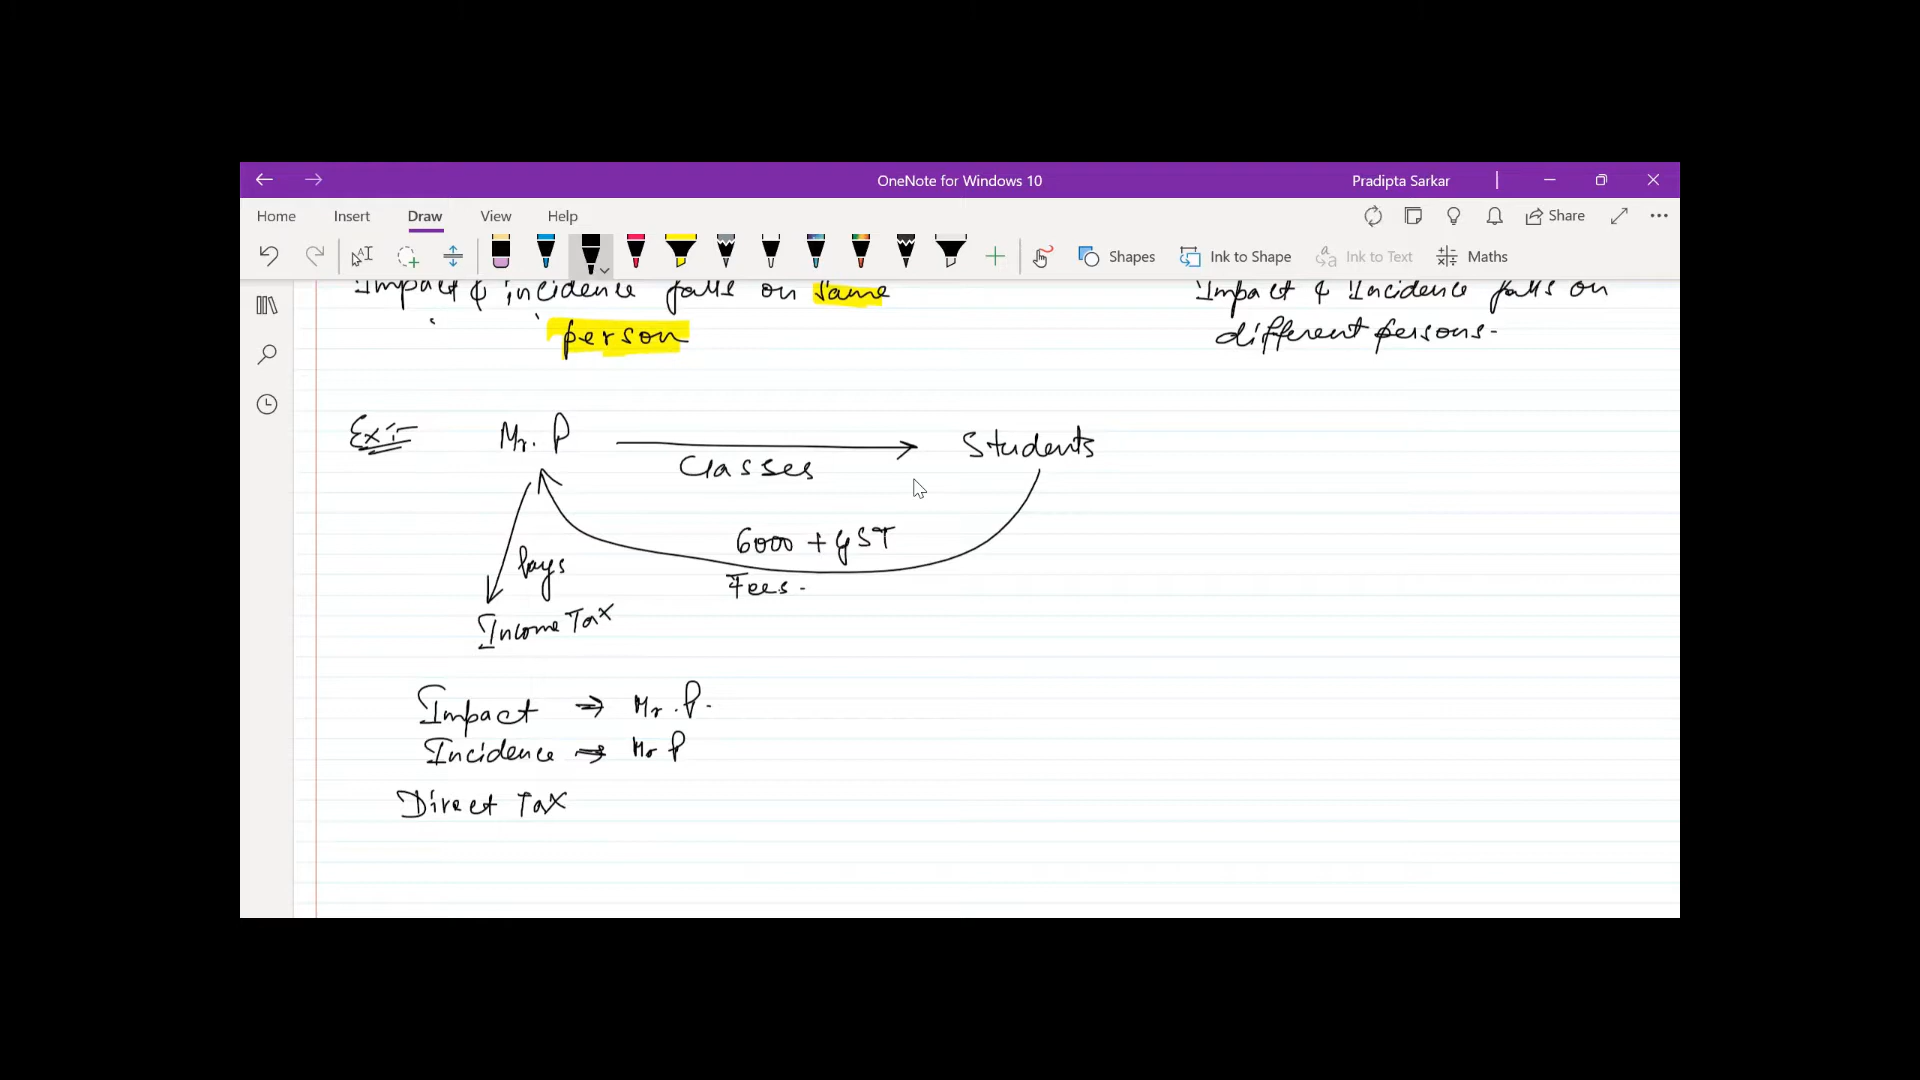 OneNote for Windows 10
Pradipta Sarkar
Home Insert Draw View Help
Share
Shapes Ink to Shape Ink to Text Maths
Impact & incidence falls on same
person
Impact & Incidence falls on
different persons.
Ex:-
Mr. P
Classes
Students
6000 + GST
Fees.
Pays
Income Tax
Impact ⇒ Mr. P.
Incidence ⇒ Mr P
Direct Tax